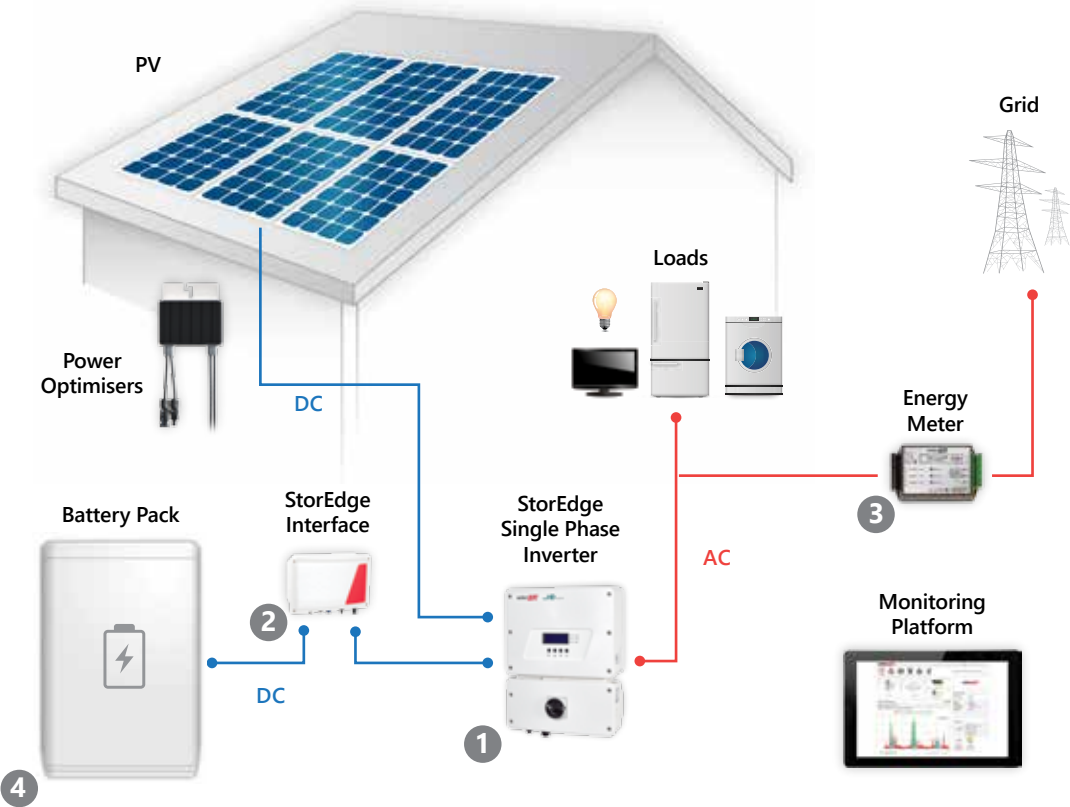 PV
Grid
Loads
Power
Optimisers
DC
Energy
Meter
StorEdge
Interface
StorEdge
Single Phase
Inverter
Battery Pack
3
AC
2
Monitoring
Platform
DC
1
4